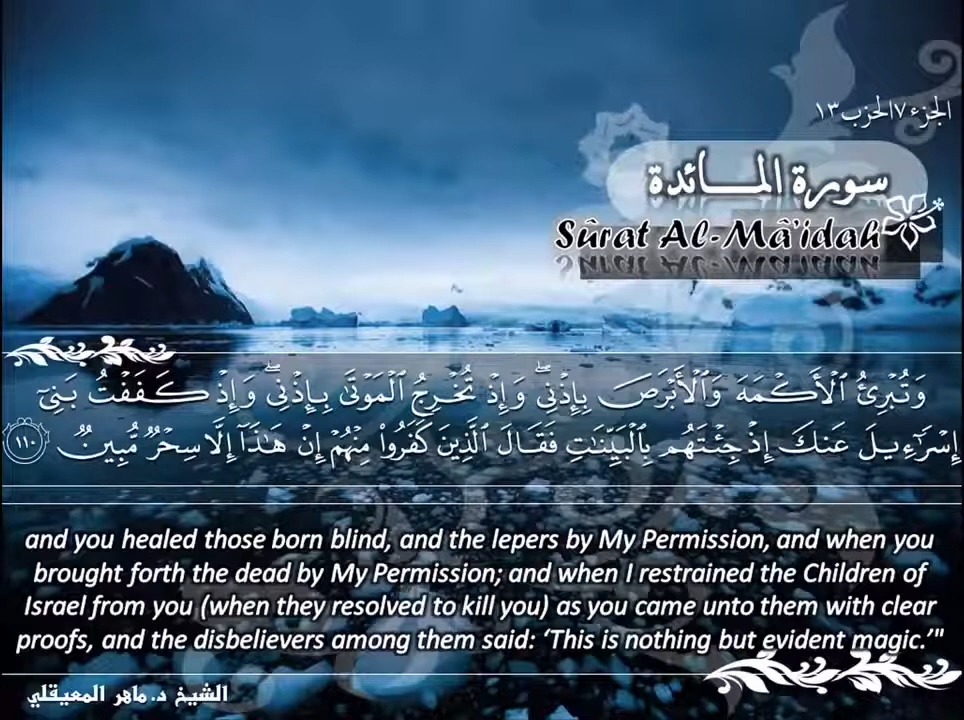 الجزء ٧ الحزب ١٣
سورة المائدة
Sûrat Al-Mâ'idah
وَتُبْرِئُ ٱلْأَكْمَهَ وَٱلْأَبْرَصَ بِإِذْنِيۖ وَإِذْ تُخْرِجُ ٱلْمَوْتَىٰ بِإِذْنِيۖ وَإِذْ كَفَفْتُ بَنِيٓ
إِسْرَٰٓءِيلَ عَنكَ إِذْ جِئْتَهُم بِٱلْبَيِّنَٰتِ فَقَالَ ٱلَّذِينَ كَفَرُوا۟ مِنْهُمْ إِنْ هَٰذَآ إِلَّا سِحْرٌ مُّبِينٌ ١١٠
and you healed those born blind, and the lepers by My Permission, and when you
brought forth the dead by My Permission; and when I restrained the Children of
Israel from you (when they resolved to kill you) as you came unto them with clear
proofs, and the disbelievers among them said: ‘This is nothing but evident magic.’"
الشيخ د. ماهر المعيقلي